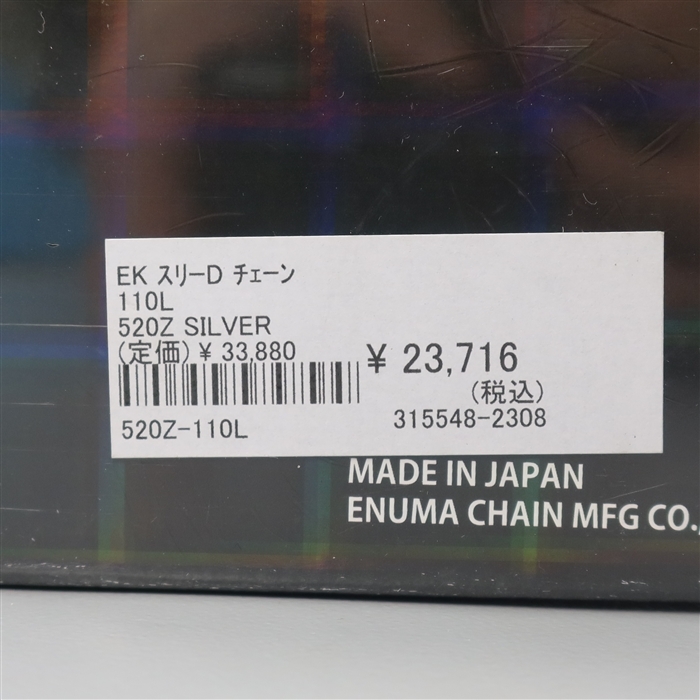 EK ｽﾘｰD ﾁｪｰﾝ
110L
520Z SILVER
(定価) ¥ 33,880
¥ 23,716
(税込)
520Z-110L
315548-2308
MADE IN JAPAN
ENUMA CHAIN MFG CO.,